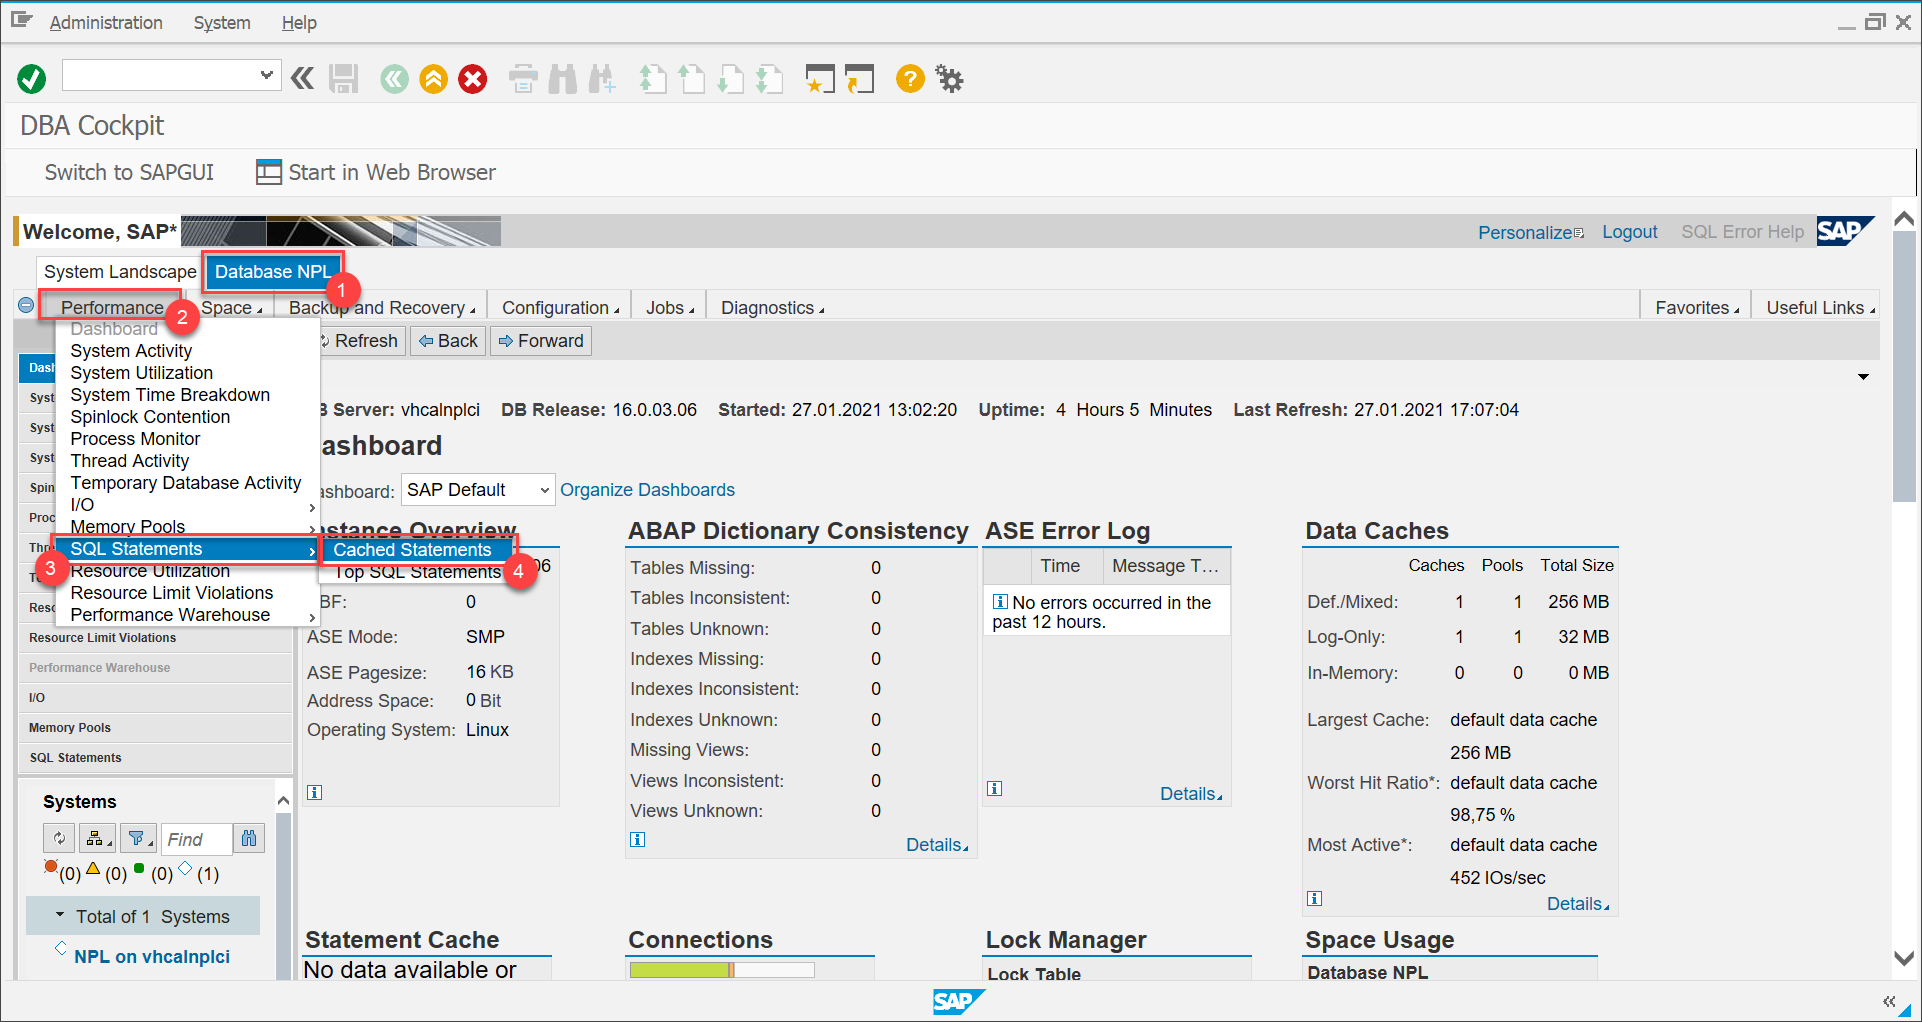 Administration System Help
DBA Cockpit
Switch to SAPGUI Start in Web Browser
Welcome, SAP* Personalize Logout SQL Error Help SAP
System Landscape Database NPL
1
Performance 2 Space Backup and Recovery Configuration Jobs Diagnostics Favorites Useful Links
Dashboard
System Activity
System Utilization
System Time Breakdown
Spinlock Contention
Process Monitor
Thread Activity
Temporary Database Activity
I/O
Memory Pools
3 SQL Statements
Resource Utilization
Resource Limit Violations
Performance Warehouse
Cached Statements
Top SQL Statements 4
Refresh Back Forward
Dash
Syst
Syst
Syst
Spin
Proc
Thre
Reso
Resource Limit Violations
Performance Warehouse
I/O
Memory Pools
SQL Statements
B Server: vhcalnplci DB Release: 16.0.03.06 Started: 27.01.2021 13:02:20 Uptime: 4 Hours 5 Minutes Last Refresh: 27.01.2021 17:07:04
ashboard
ashboard: SAP Default Organize Dashboards
nstance Overview
06
BF: 0
ASE Mode: SMP
ASE Pagesize: 16 KB
Address Space: 0 Bit
Operating System: Linux
ABAP Dictionary Consistency
Tables Missing: 0
Tables Inconsistent: 0
Tables Unknown: 0
Indexes Missing: 0
Indexes Inconsistent: 0
Indexes Unknown: 0
Missing Views: 0
Views Inconsistent: 0
Views Unknown: 0
Details
ASE Error Log
Time Message T...
No errors occurred in the
past 12 hours.
Details
Data Caches
Caches Pools Total Size
Def./Mixed: 1 1 256 MB
Log-Only: 1 1 32 MB
In-Memory: 0 0 0 MB
Largest Cache: default data cache
256 MB
Worst Hit Ratio*: default data cache
98,75 %
Most Active*: default data cache
452 IOs/sec
Details
Systems
Find
(0) (0) (0) (1)
Total of 1 Systems
NPL on vhcalnplci
Statement Cache
No data available or
Connections
Lock Manager
Lock Table
Space Usage
Database NPL
SAP